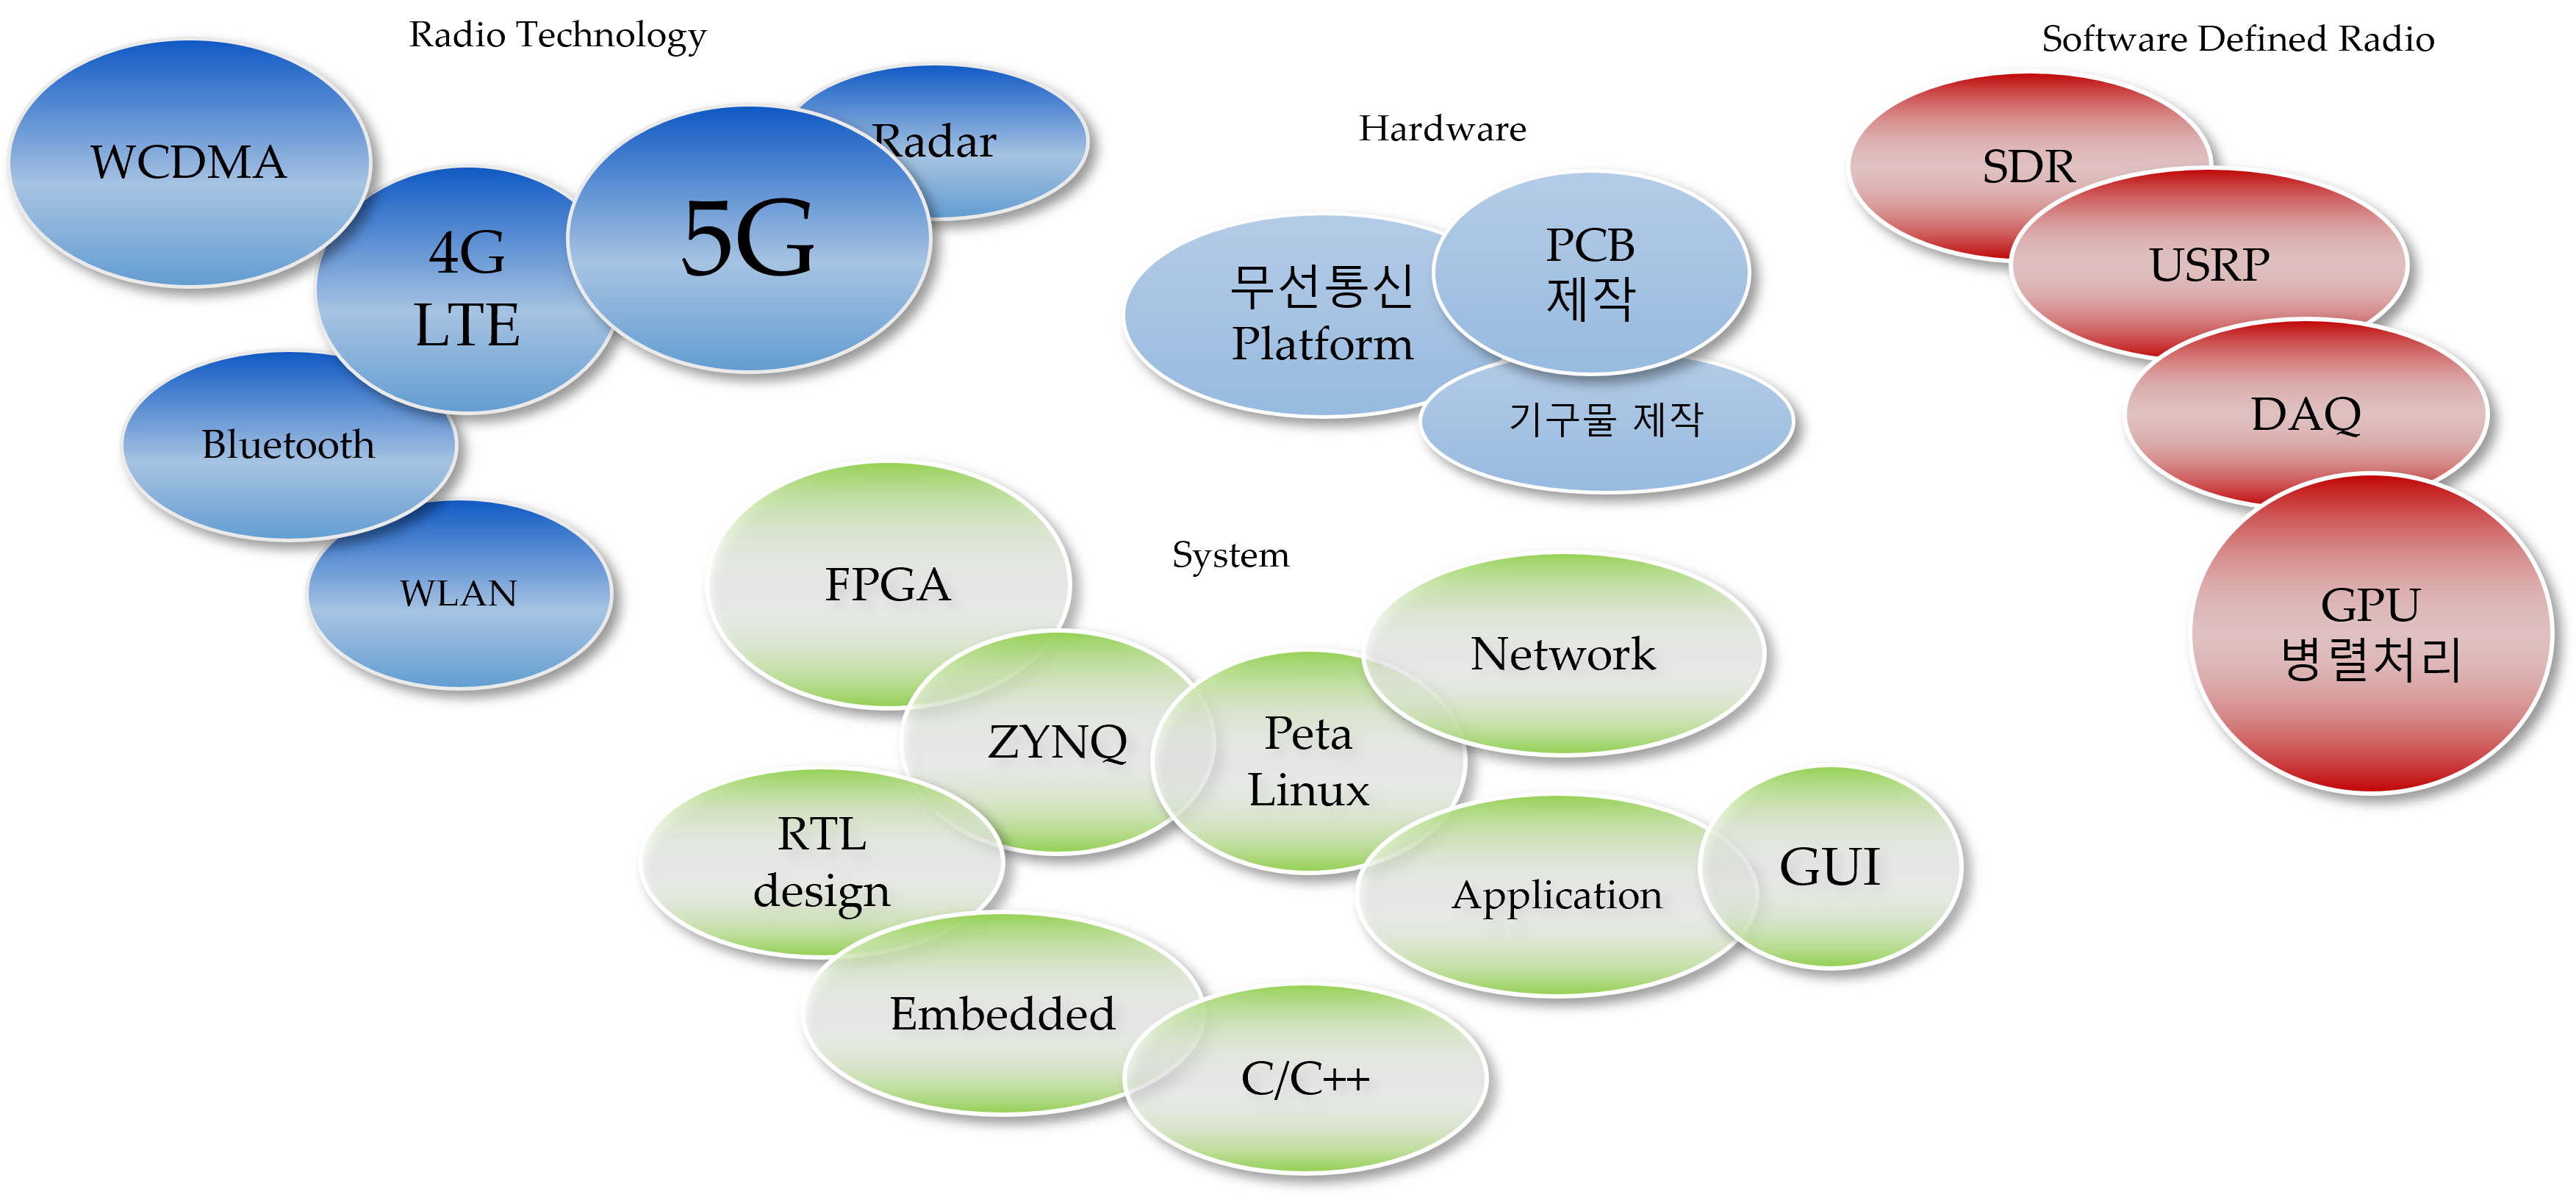 Radio Technology
WCDMA
4G
LTE
5G
Radar
Bluetooth
WLAN
Hardware
무선통신
Platform
PCB
제작
기구물 제작
Software Defined Radio
SDR
USRP
DAQ
GPU
병렬처리
System
FPGA
ZYNQ
Peta
Linux
Network
RTL
design
Embedded
C/C++
Application
GUI